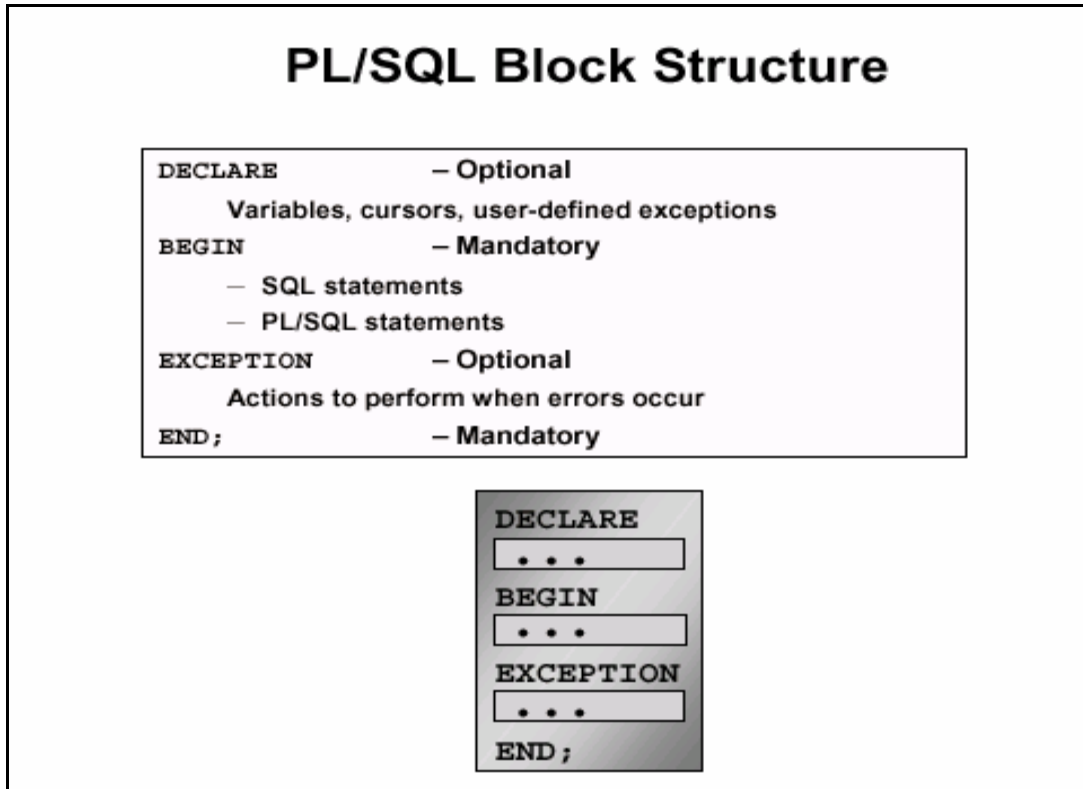 PL/SQL Block Structure
DECLARE – Optional
Variables, cursors, user-defined exceptions
BEGIN – Mandatory
– SQL statements
– PL/SQL statements
EXCEPTION – Optional
Actions to perform when errors occur
END; – Mandatory
DECLARE
...
BEGIN
...
EXCEPTION
...
END;